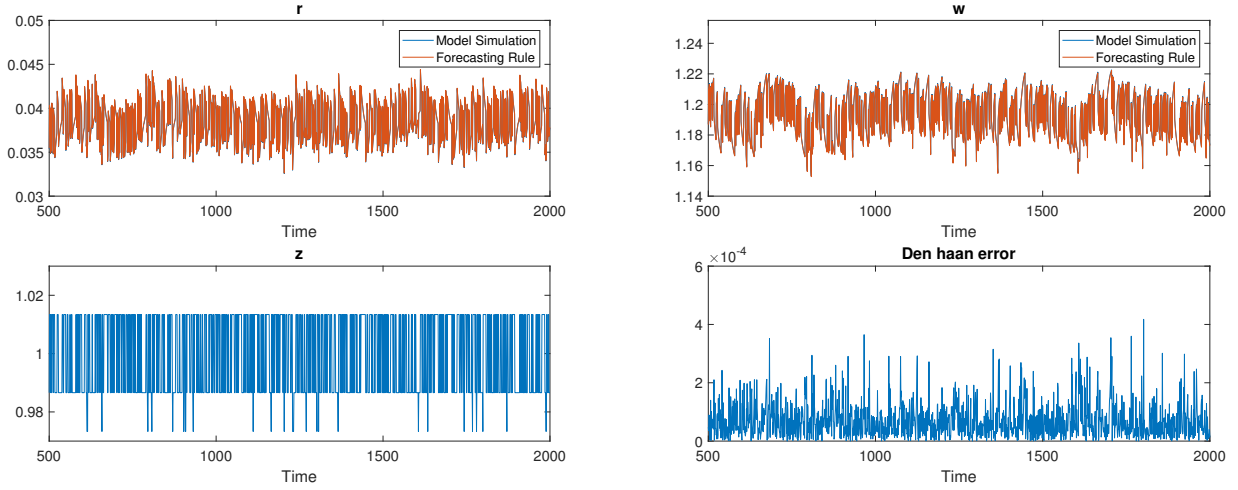 r
0.05
0.045
0.04
0.035
0.03
Model Simulation
Forecasting Rule
500
1000
1500
2000
Time
w
1.24
1.22
1.2
1.18
1.16
1.14
Model Simulation
Forecasting Rule
500
1000
1500
2000
Time
z
1.02
1
0.98
500
1000
1500
2000
Time
Den haan error
×10⁻⁴
6
4
2
0
500
1000
1500
2000
Time